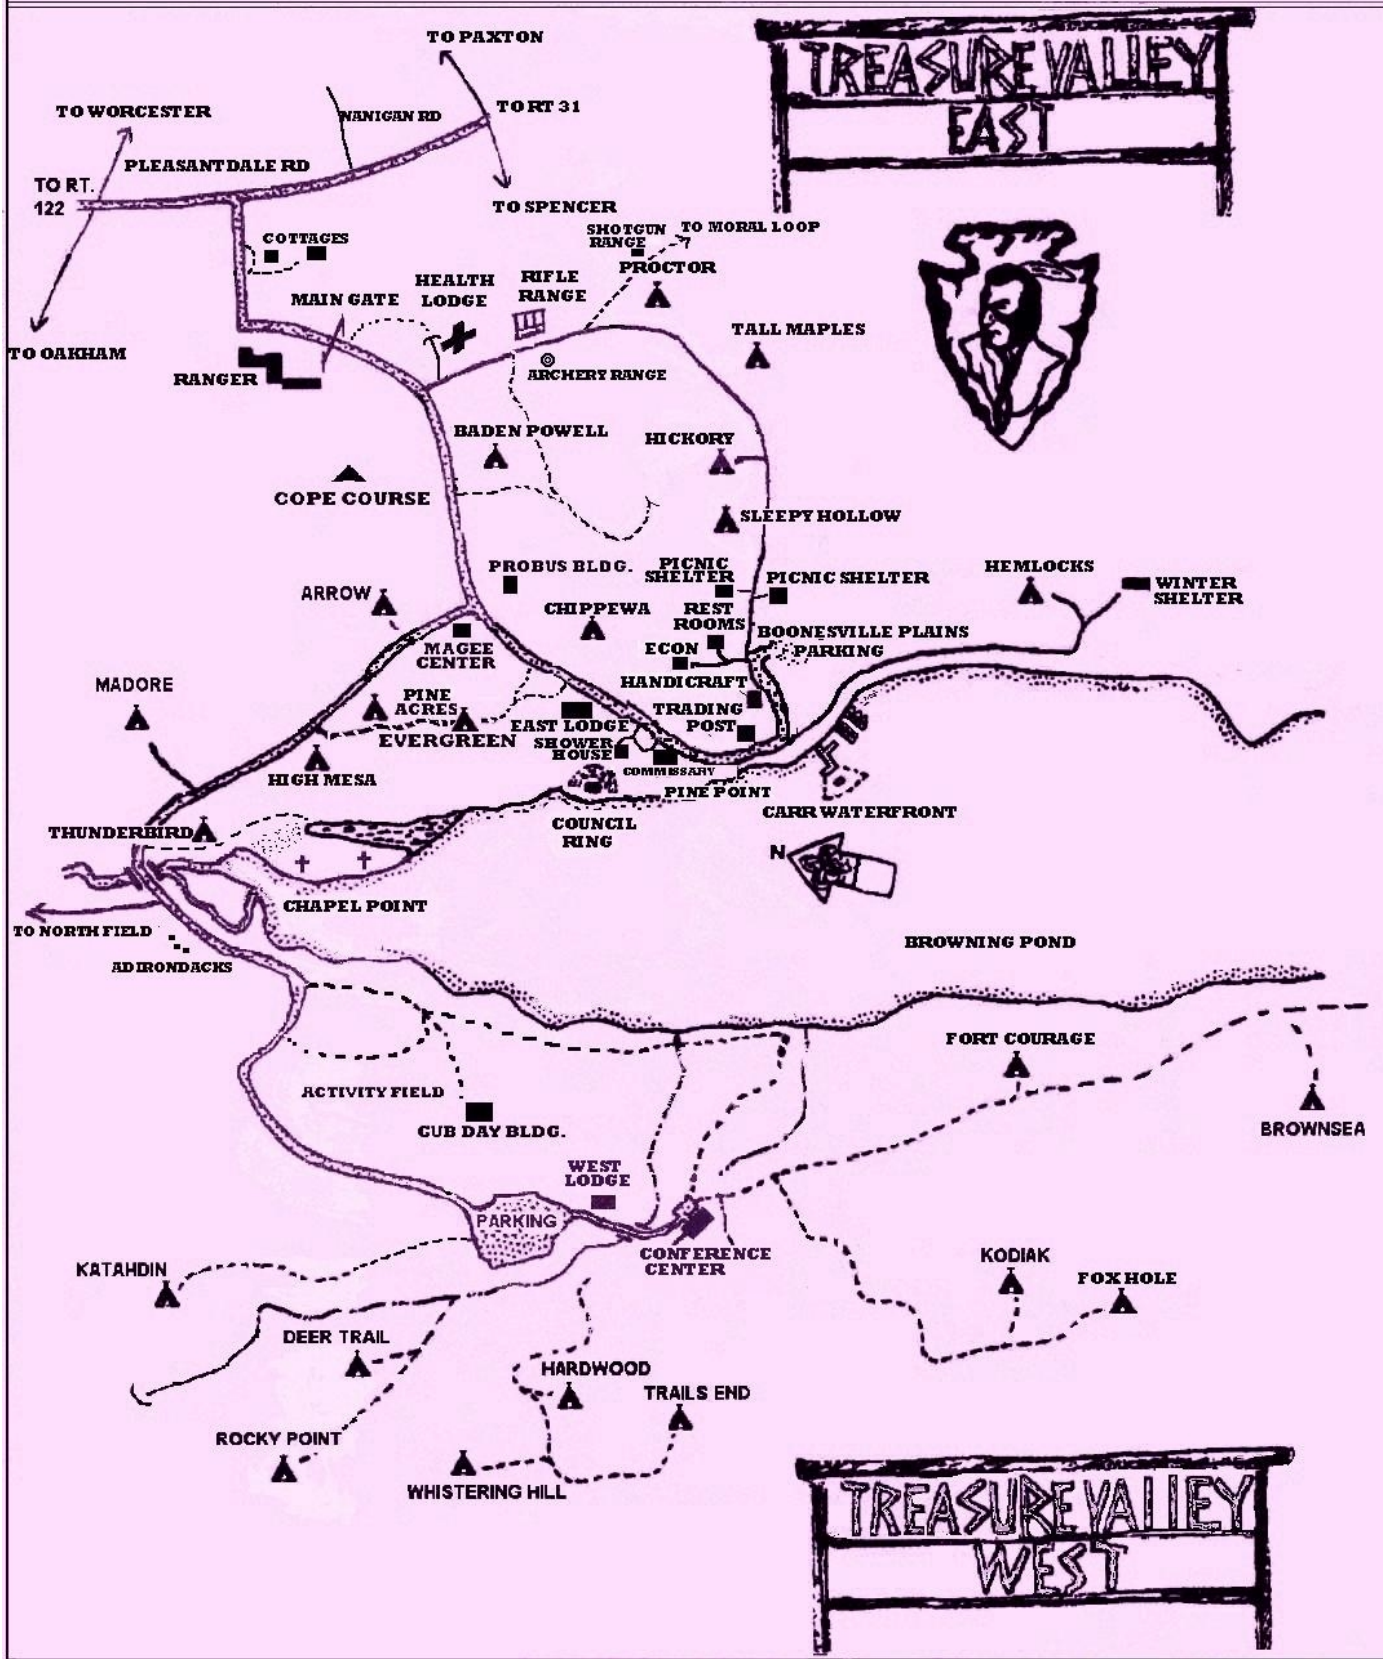 TO PAXTON
TREASURE VALLEY
EAST
TO WORCESTER
NANIGAN RD
TO RT 31
PLEASANTDALE RD
TO RT.
122
TO SPENCER
COTTAGES
SHOTGUN
RANGE
TO MORAL LOOP
PROCTOR
HEALTH
LODGE
RIFLE
RANGE
MAIN GATE
TALL MAPLES
TO OAKHAM
RANGER
ARCHERY RANGE
BADEN POWELL
HICKORY
COPE COURSE
SLEEPY HOLLOW
PROBUS BLDG.
PICNIC
SHELTER
PICNIC SHELTER
HEMLOCKS
WINTER
SHELTER
ARROW
CHIPPEWA
REST
ROOMS
BOONESVILLE PLAINS
PARKING
MAGEE
CENTER
ECON
HANDICRAFT
MADORE
PINE
ACRES
TRADING
POST
EVERGREEN
EAST LODGE
SHOWER
HOUSE
COMMISSARY
HIGH MESA
PINE POINT
CARR WATERFRONT
THUNDERBIRD
COUNCIL
RING
N
CHAPEL POINT
TO NORTH FIELD
BROWNING POND
ADIRONDACKS
FORT COURAGE
ACTIVITY FIELD
CUB DAY BLDG.
BROWNSEA
WEST
LODGE
PARKING
CONFERENCE
CENTER
KATAHDIN
KODIAK
FOX HOLE
DEER TRAIL
HARDWOOD
TRAILS END
ROCKY POINT
WHISTERING HILL
TREASURE VALLEY
WEST